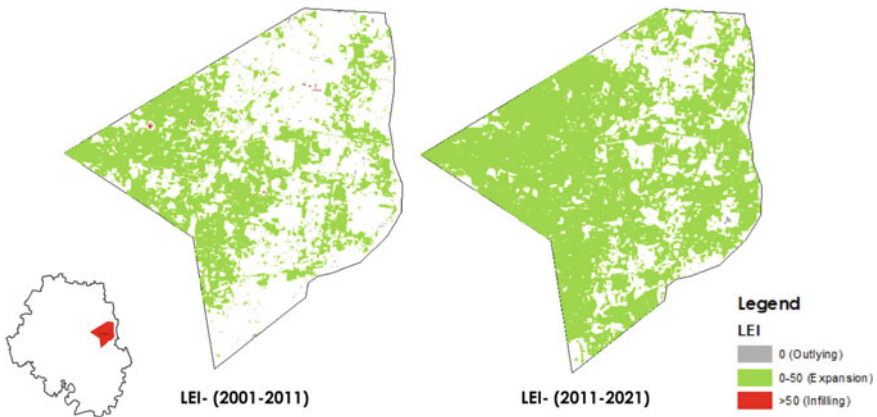 LEI- (2001-2011)
LEI- (2011-2021)
Legend
LEI
0 (Outlying)
0-50 (Expansion)
>50 (Infilling)